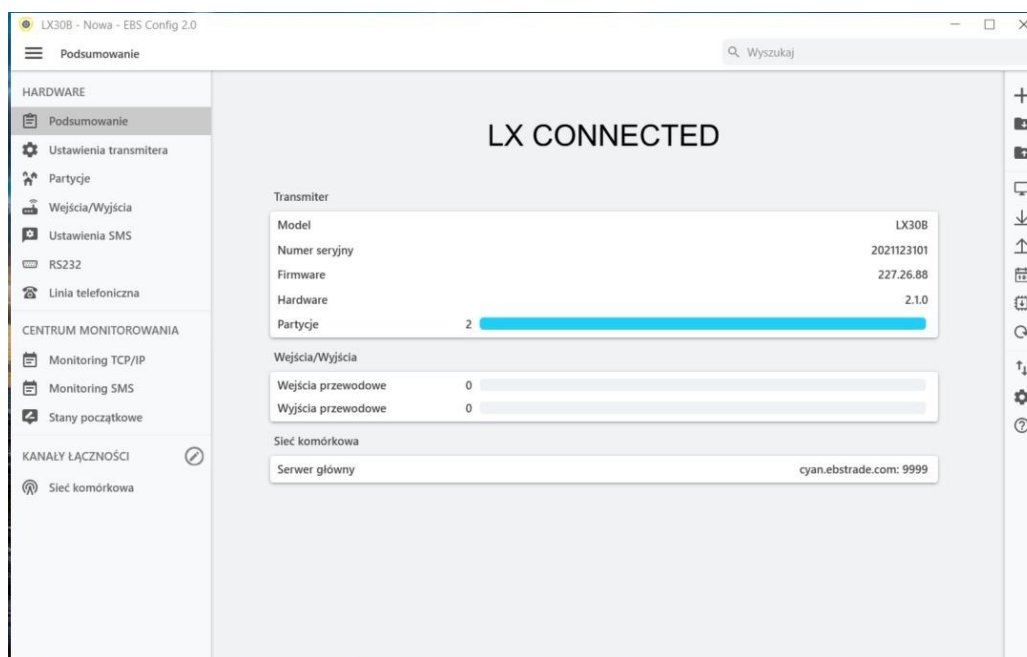 LX30B - Nowa - EBS Config 2.0
Podsumowanie
Wyszukaj
HARDWARE
Podsumowanie
Ustawienia transmitera
Partycje
Wejścia/Wyjścia
Ustawienia SMS
RS232
Linia telefoniczna
CENTRUM MONITOROWANIA
Monitoring TCP/IP
Monitoring SMS
Stany początkowe
KANAŁY ŁĄCZNOŚCI
Sieć komórkowa
LX CONNECTED
Transmiter
Model LX30B
Numer seryjny 2021123101
Firmware 227.26.88
Hardware 2.1.0
Partycje 2
Wejścia/Wyjścia
Wejścia przewodowe 0
Wyjścia przewodowe 0
Sieć komórkowa
Serwer główny cyan.ebstrade.com: 9999